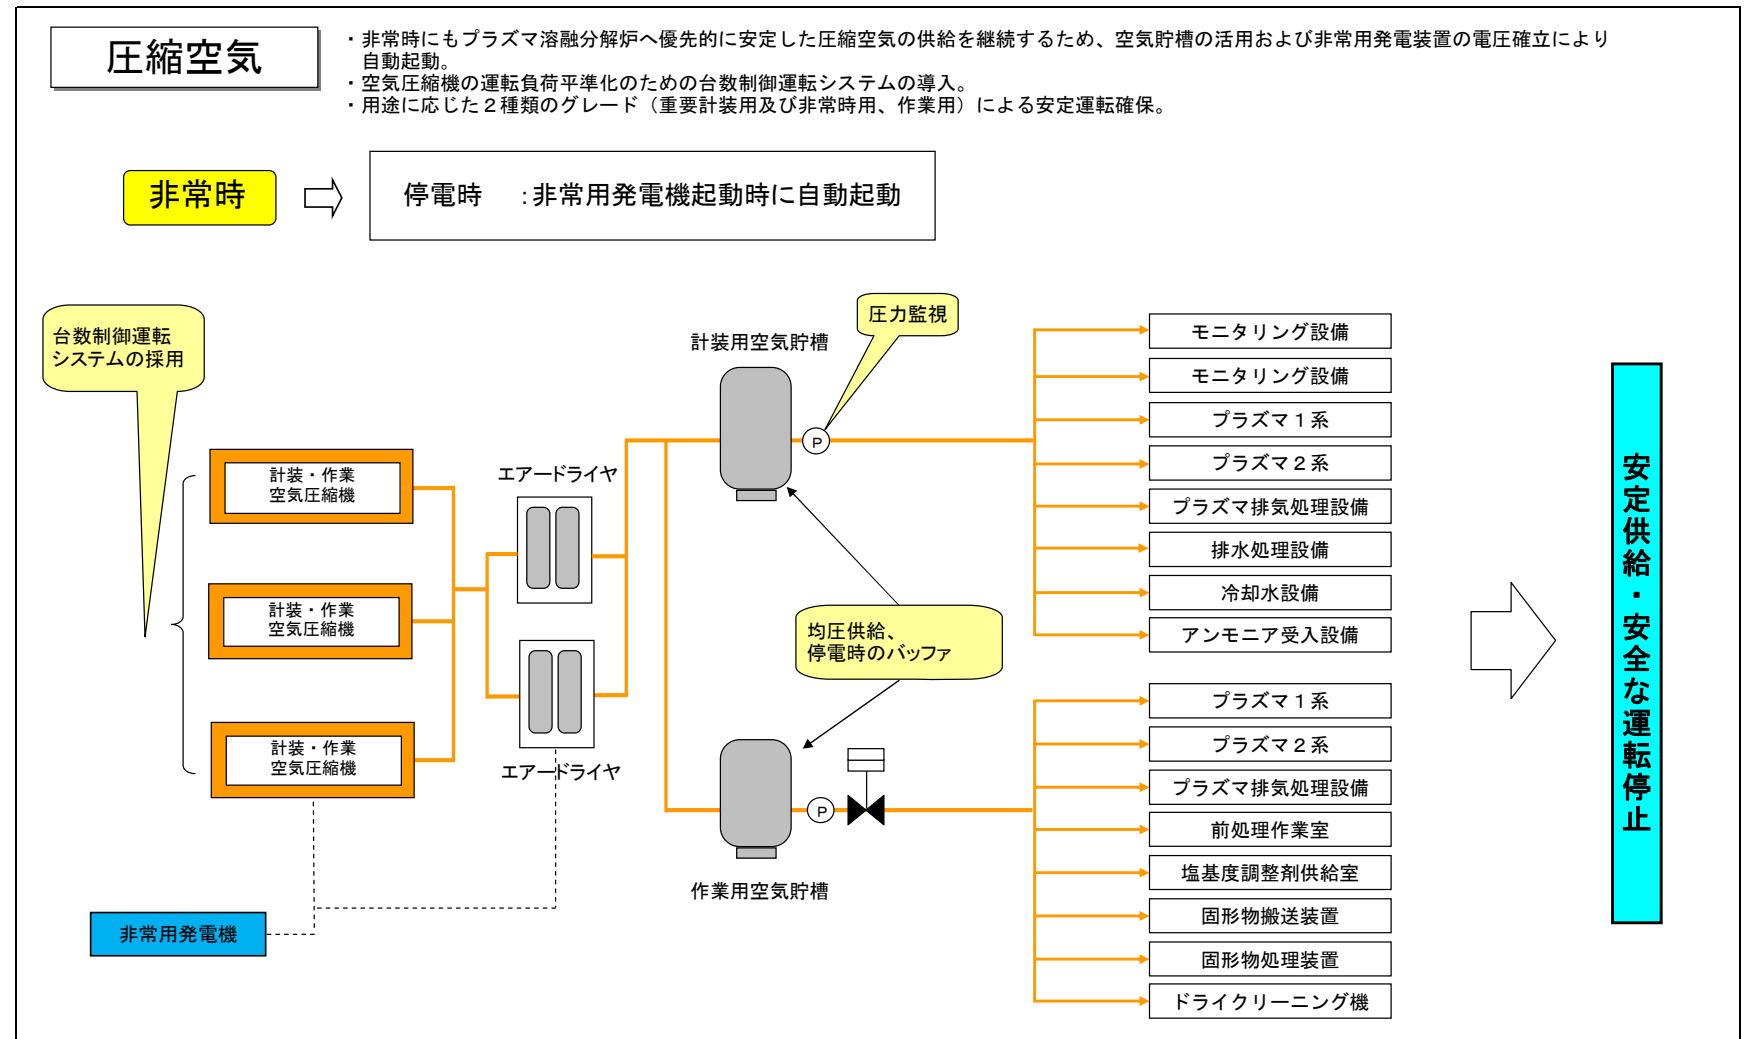 圧縮空気
・非常時にもプラズマ溶融分解炉へ優先的に安定した圧縮空気の供給を継続するため、空気貯槽の活用および非常用発電装置の電圧確立により
自動起動。
・空気圧縮機の運転負荷平準化のための台数制御運転システムの導入。
・用途に応じた２種類のグレード（重要計装用及び非常時用、作業用）による安定運転確保。
非常時
停電時　：非常用発電機起動時に自動起動
台数制御運転
システムの採用
計装・作業
空気圧縮機
計装・作業
空気圧縮機
計装・作業
空気圧縮機
非常用発電機
エアードライヤ
エアードライヤ
計装用空気貯槽
圧力監視
P
均圧供給、
停電時のバッファ
P
作業用空気貯槽
モニタリング設備
モニタリング設備
プラズマ１系
プラズマ２系
プラズマ排気処理設備
排水処理設備
冷却水設備
アンモニア受入設備
プラズマ１系
プラズマ２系
プラズマ排気処理設備
前処理作業室
塩基度調整剤供給室
固形物搬送装置
固形物処理装置
ドライクリーニング機
安定供給・安全な運転停止